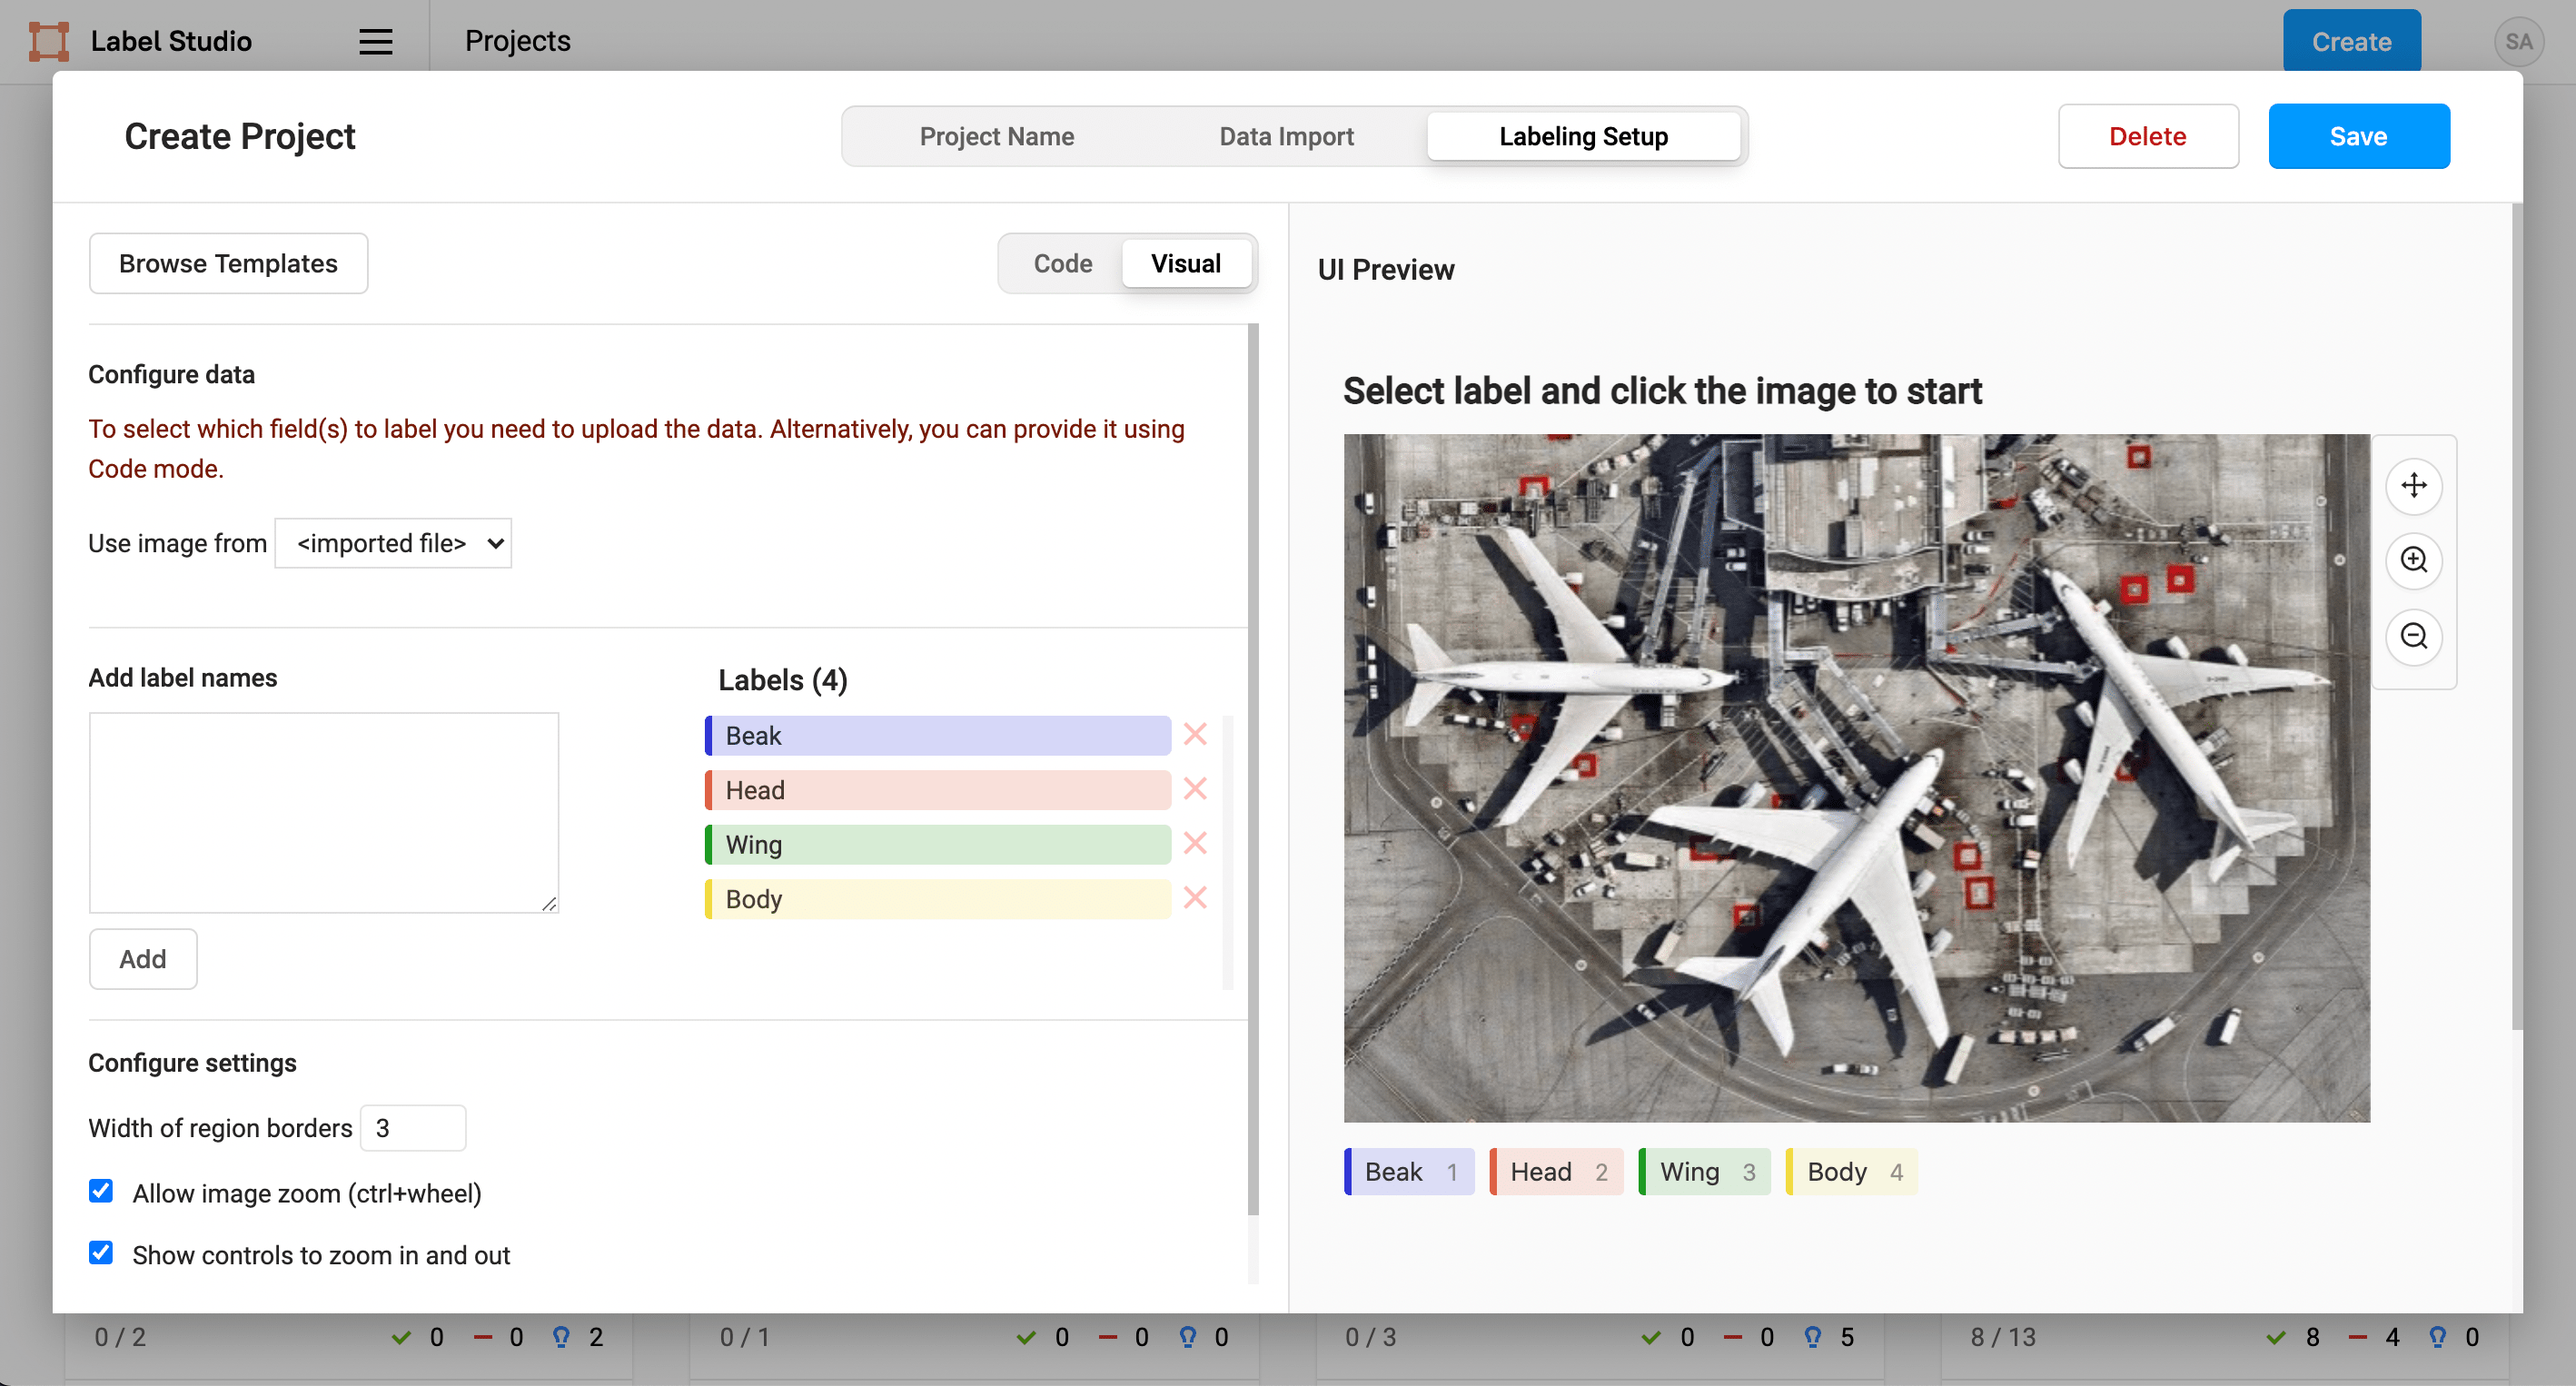 Label Studio
Projects
Create
SA
Create Project
Project Name
Data Import
Labeling Setup
Delete
Save
Browse Templates
Code
Visual
Configure data
To select which field(s) to label you need to upload the data. Alternatively, you can provide it using
Code mode.
Use image from
<imported file>
Add label names
Labels (4)
Beak
Head
Wing
Body
Add
Configure settings
Width of region borders
3
Allow image zoom (ctrl+wheel)
Show controls to zoom in and out
UI Preview
Select label and click the image to start
Beak 1
Head 2
Wing 3
Body 4
0 / 2
0
0
2
0 / 1
0
0
0
0 / 3
0
0
5
8 / 13
8
4
0